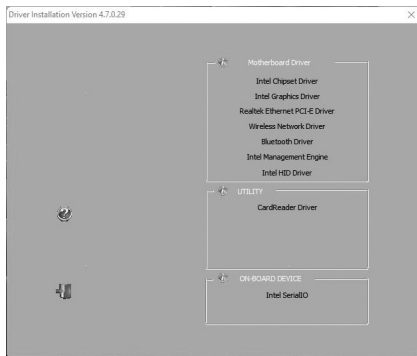 Driver Installation Version 4.7.0.29
Motherboard Driver
Intel Chipset Driver
Intel Graphics Driver
Realtek Ethernet PCI-E Driver
Wireless Network Driver
Bluetooth Driver
Intel Management Engine
Intel HID Driver
UTILITY
CardReader Driver
ON-BOARD DEVICE
Intel SerialIO